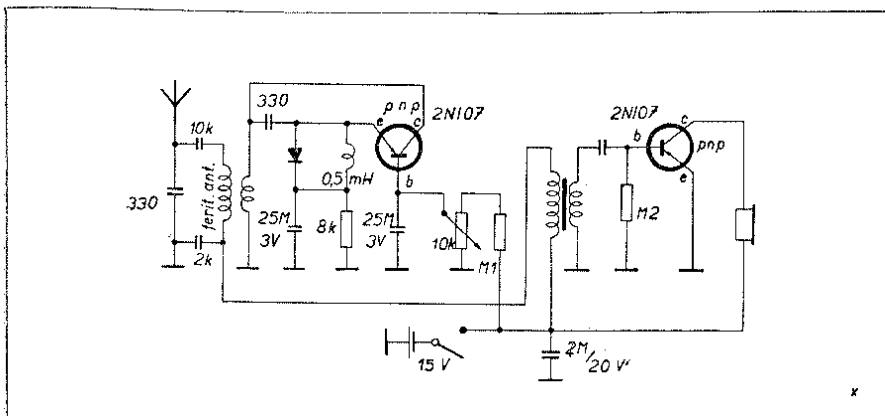 10k
330
ferit. ant.
2k
330
p n p
e
c
2N107
b
0,5 mH
25M
3V
8k
25M
3V
10k
M1
15 V
2N107
b
c
pnp
e
M2
2M/20 V
x